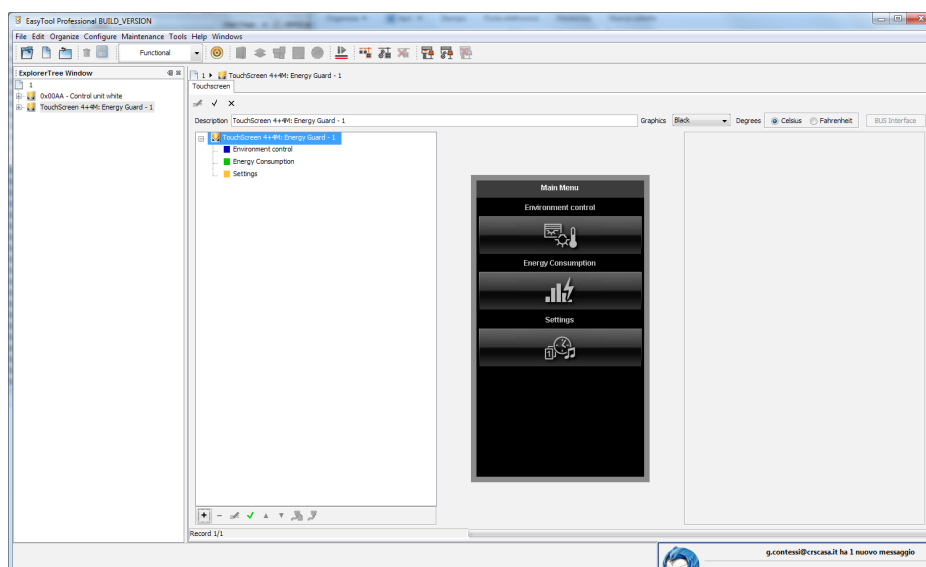 EasyTool Professional BUILD_VERSION
File Edit Organize Configure Maintenance Tools Help Windows
Functional
ExplorerTree Window
1
0x00AA - Control unit white
TouchScreen 4+4M: Energy Guard - 1
1 TouchScreen 4+4M: Energy Guard - 1
Touchscreen
Description TouchScreen 4+4M: Energy Guard - 1 Graphics Black Degrees Celsius Fahrenheit BUS Interface
TouchScreen 4+4M: Energy Guard - 1
Environment control
Energy Consumption
Settings
Main Menu
Environment control
Energy Consumption
Settings
Record 1/1
g.contessi@crscasa.it ha 1 nuovo messaggio